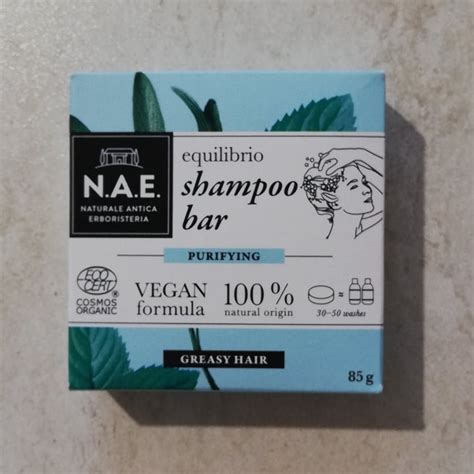 N.A.E.
NATURALE ANTICA
ERBORISTERIA
equilibrio
shampoo
bar
PURIFYING
ECO
CERT
COSMOS
ORGANIC
VEGAN
formula
100 %
natural origin
30-50 washes
GREASY HAIR
85 g